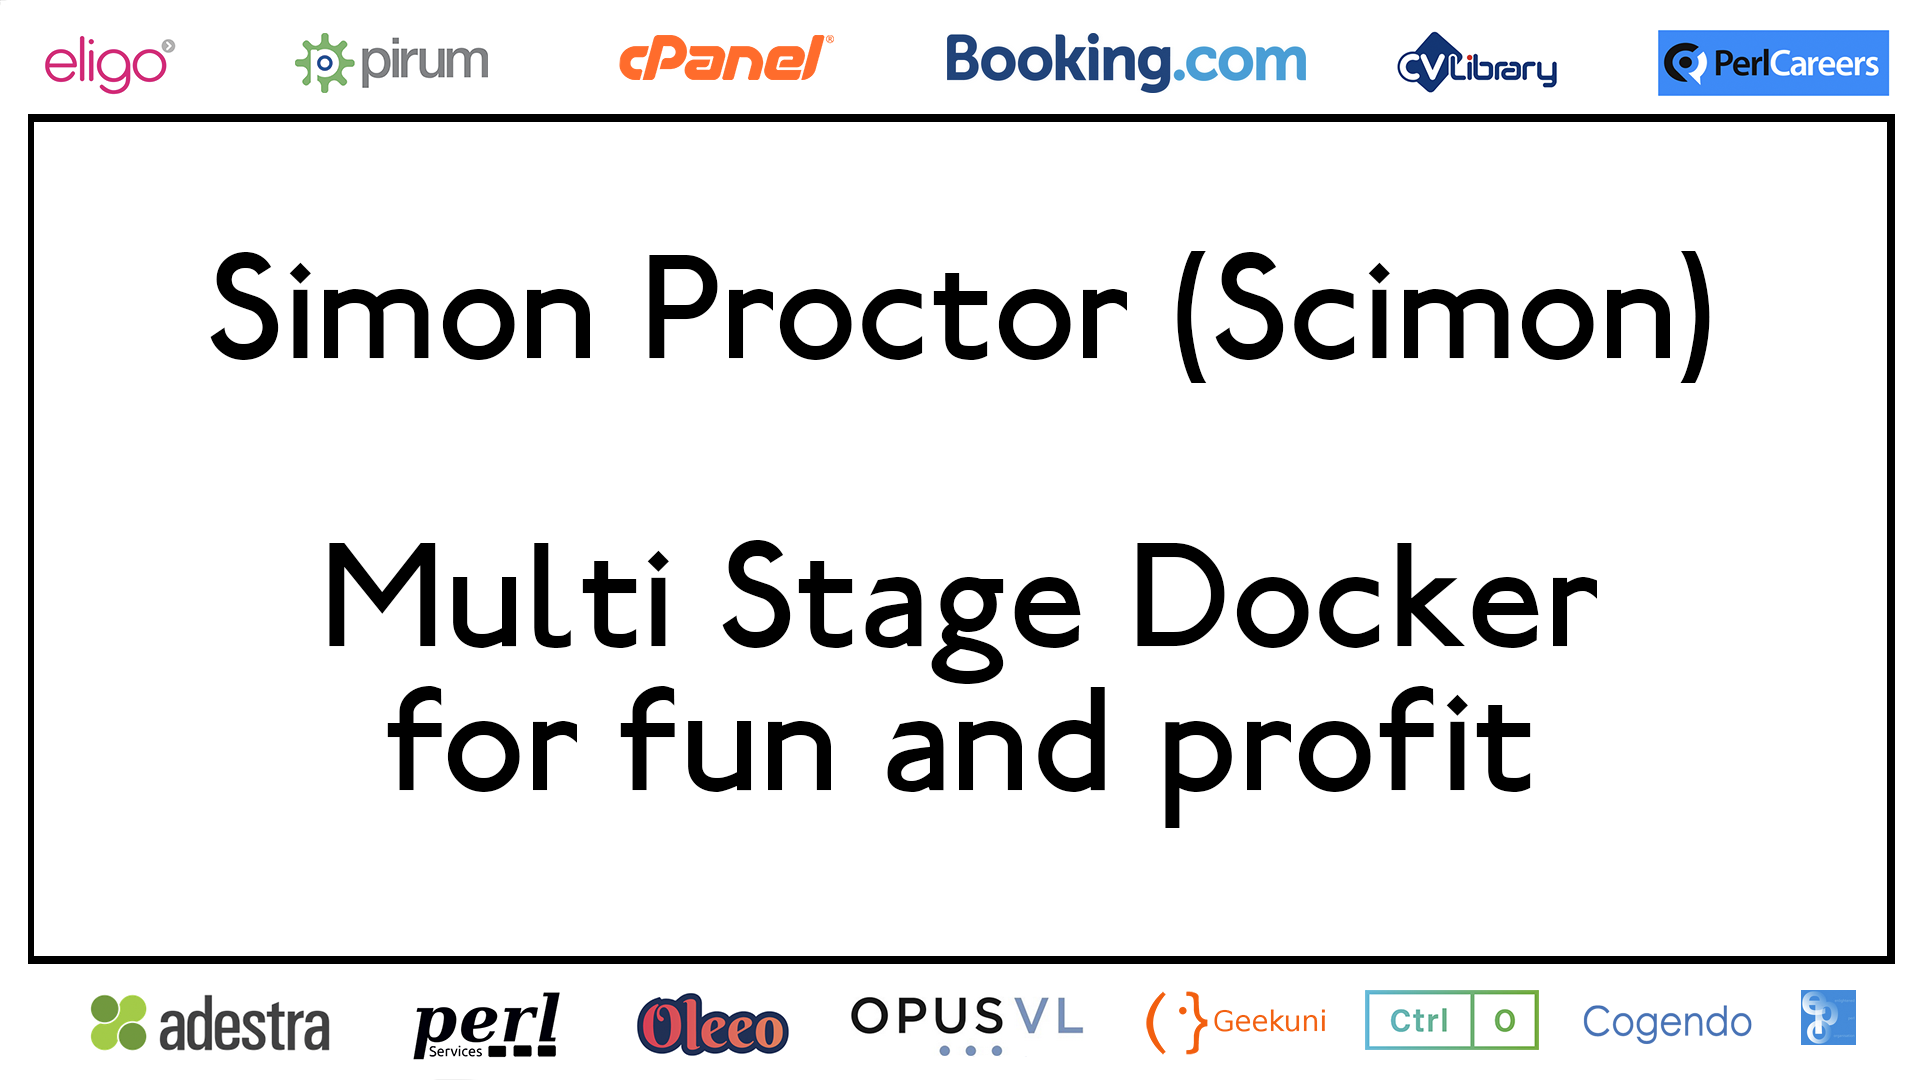 eligo
pirum
cPanel®
Booking.com
CVLibrary
PerlCareers
Simon Proctor (Scimon)
Multi Stage Docker
for fun and profit
adestra
perl
Services
Oleeo
OPUS VL
Geekuni
Ctrl O
Cogendo
epo